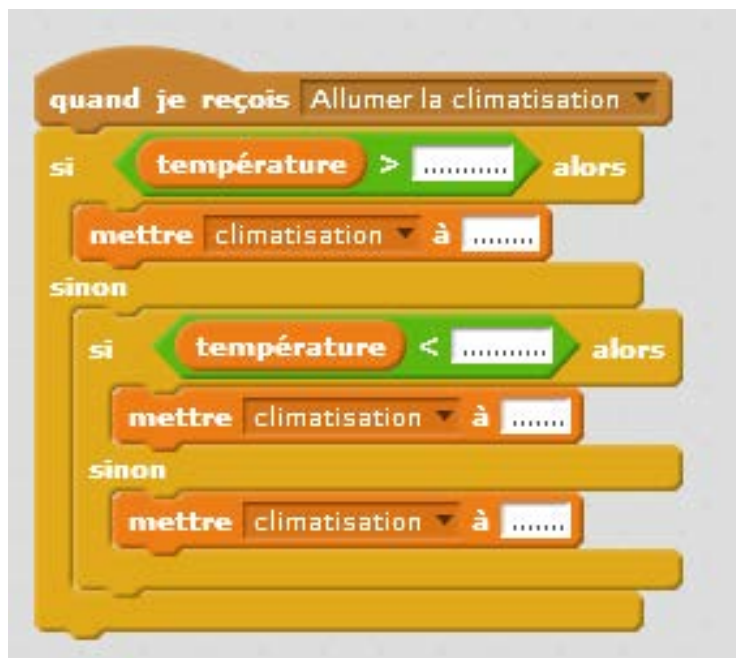 quand je reçois Allumer la climatisation
si température > ........... alors
mettre climatisation à ........
sinon
si température < ........... alors
mettre climatisation à .......
sinon
mettre climatisation à .......